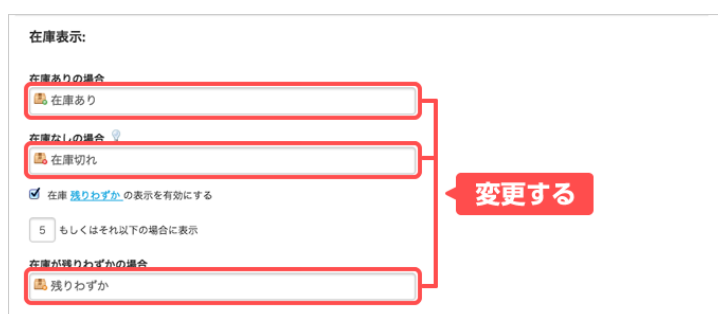 在庫表示:
在庫ありの場合
在庫あり
在庫なしの場合
在庫切れ
変更する
在庫 残りわずか の表示を有効にする
5 もしくはそれ以下の場合に表示
在庫が残りわずかの場合
残りわずか